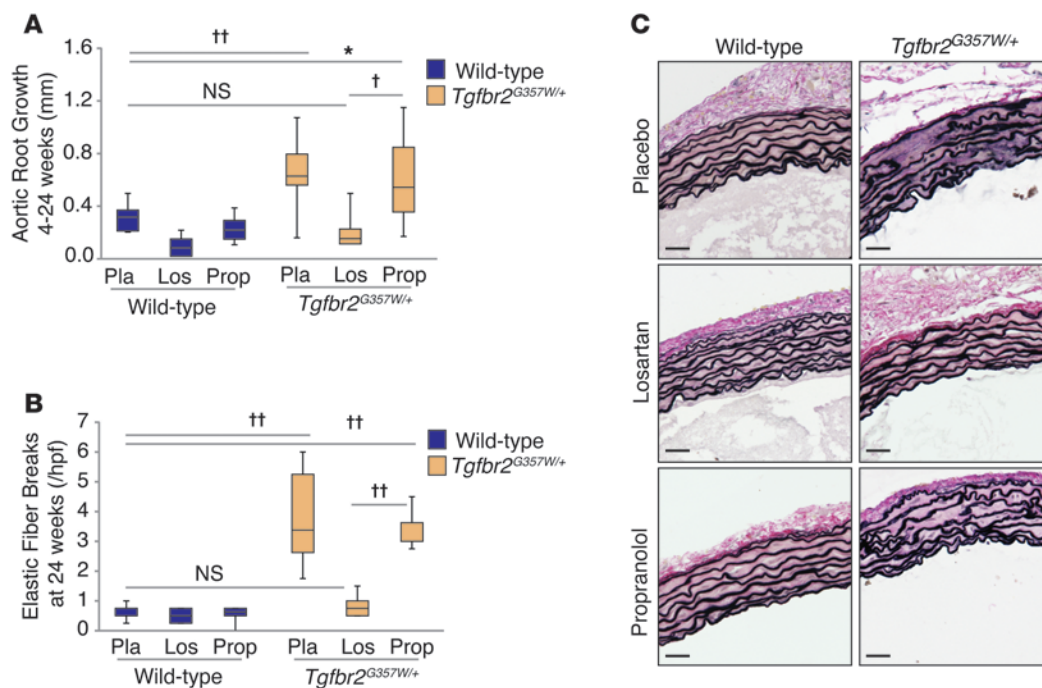 A
Aortic Root Growth
4-24 weeks (mm)
1.6
1.2
0.8
0.4
0.0
††
*
NS
†
Wild-type
Tgfbr2G357W/+
Pla Los Prop Pla Los Prop
Wild-type Tgfbr2G357W/+
B
Elastic Fiber Breaks
at 24 weeks (/hpf)
7
6
5
4
3
2
1
0
†† ††
††
NS
Wild-type
Tgfbr2G357W/+
Pla Los Prop Pla Los Prop
Wild-type Tgfbr2G357W/+
C
Wild-type Tgfbr2G357W/+
Placebo
Losartan
Propranolol